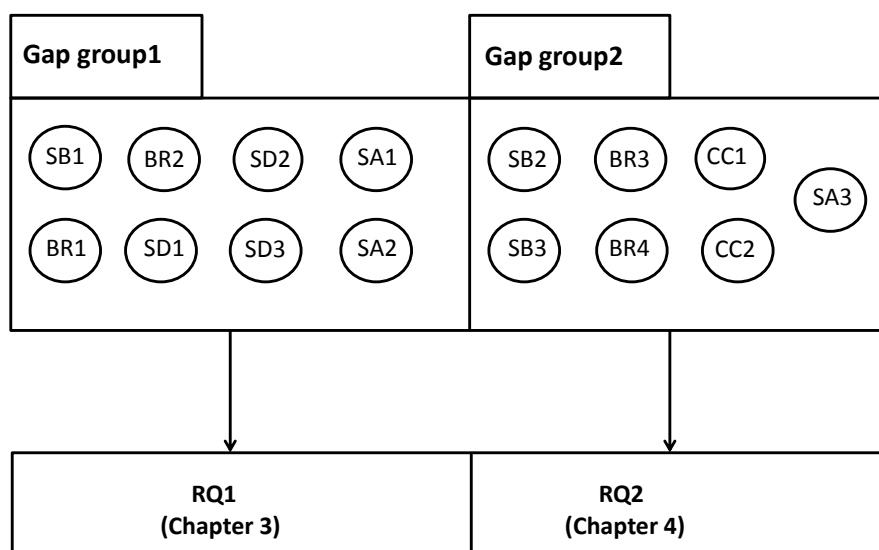 Gap group1
Gap group2
SB1 BR2 SD2 SA1
BR1 SD1 SD3 SA2
SB2 BR3 CC1
SA3
SB3 BR4 CC2
RQ1
(Chapter 3)
RQ2
(Chapter 4)